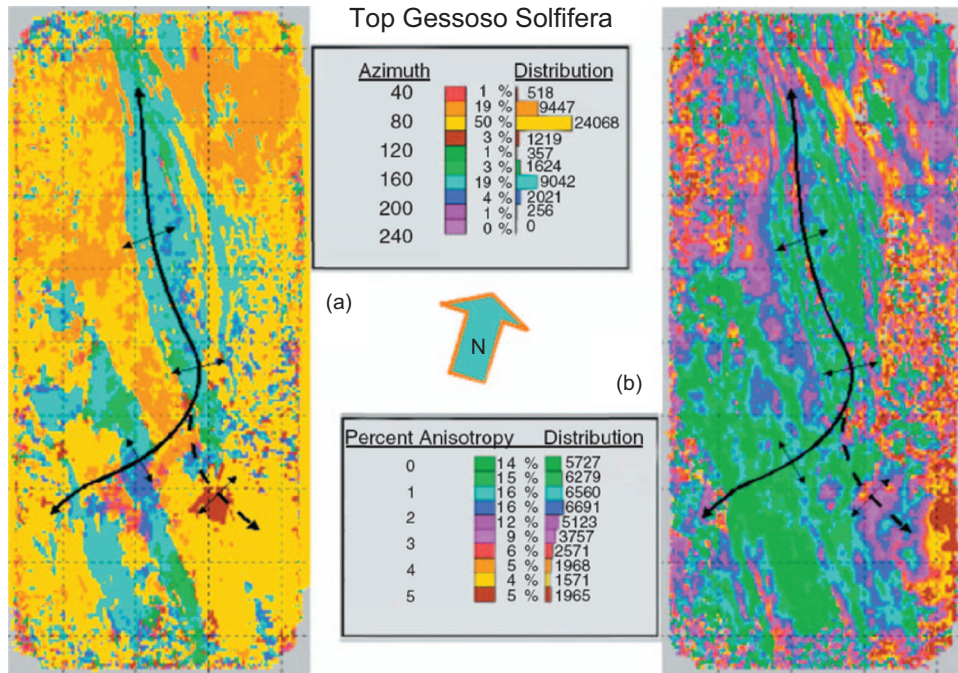 Top Gessoso Solfifera
Azimuth Distribution
40 1 % 518
19 % 9447
80 50 % 24068
3 % 1219
120 1 % 357
3 % 1624
160 19 % 9042
4 % 2021
200 1 % 256
0 % 0
240
(a)
N
(b)
Percent Anisotropy Distribution
0 14 % 5727
15 % 6279
1 16 % 6560
16 % 6691
2 12 % 5123
9 % 3757
3 6 % 2571
4 5 % 1968
4 % 1571
5 5 % 1965